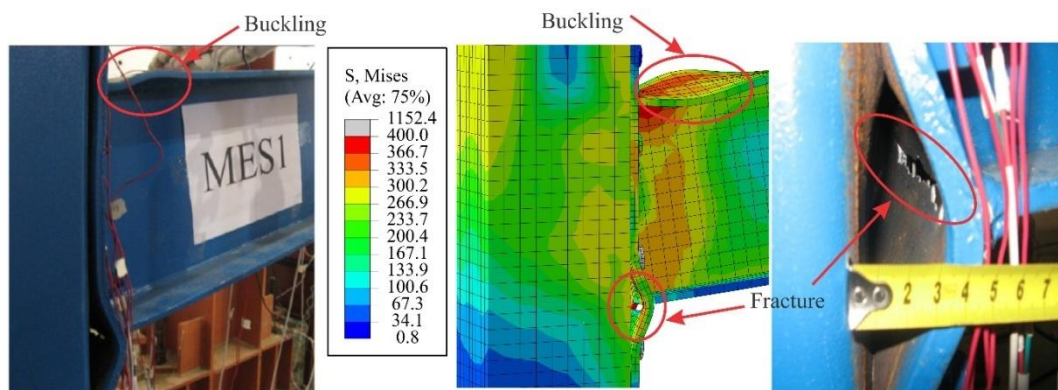 Buckling
MES1
S, Mises
(Avg: 75%)
1152.4
400.0
366.7
333.5
300.2
266.9
233.7
200.4
167.1
133.9
100.6
67.3
34.1
0.8
Buckling
Fracture
2 3 4 5 6 7